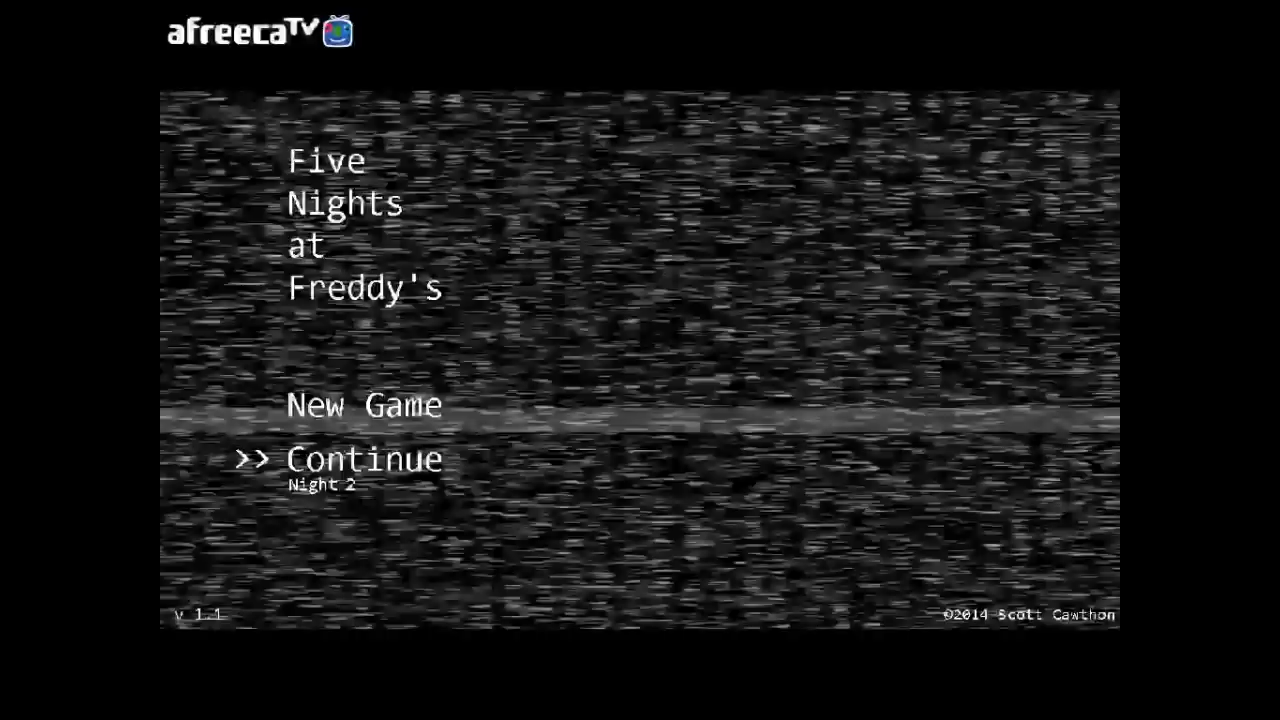 afreecaTV
Five
Nights
at
Freddy's
New Game
>> Continue
Night 2
v 1.1
©2014 Scott Cawthon